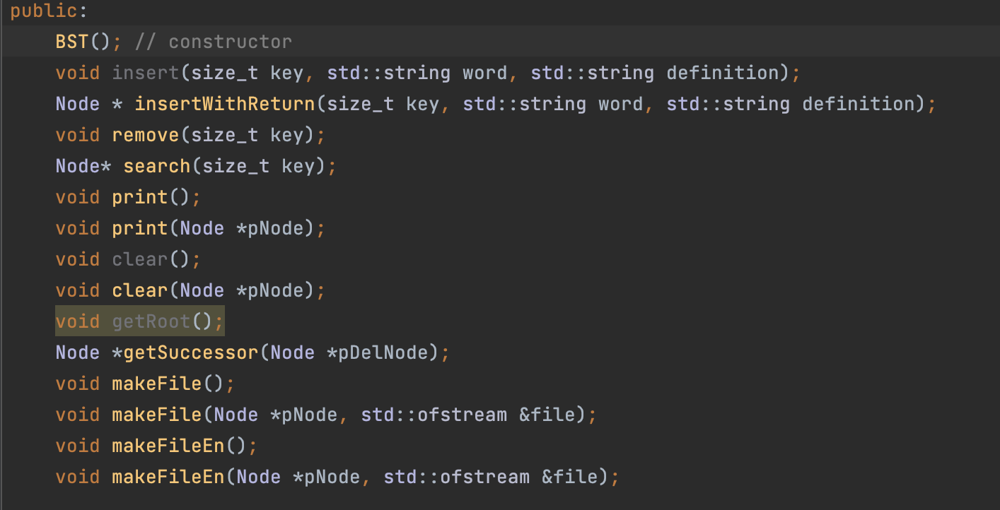 public:
BST(); // constructor
void insert(size_t key, std::string word, std::string definition);
Node * insertWithReturn(size_t key, std::string word, std::string definition);
void remove(size_t key);
Node* search(size_t key);
void print();
void print(Node *pNode);
void clear();
void clear(Node *pNode);
void getRoot();
Node *getSuccessor(Node *pDelNode);
void makeFile();
void makeFile(Node *pNode, std::ofstream &file);
void makeFileEn();
void makeFileEn(Node *pNode, std::ofstream &file);